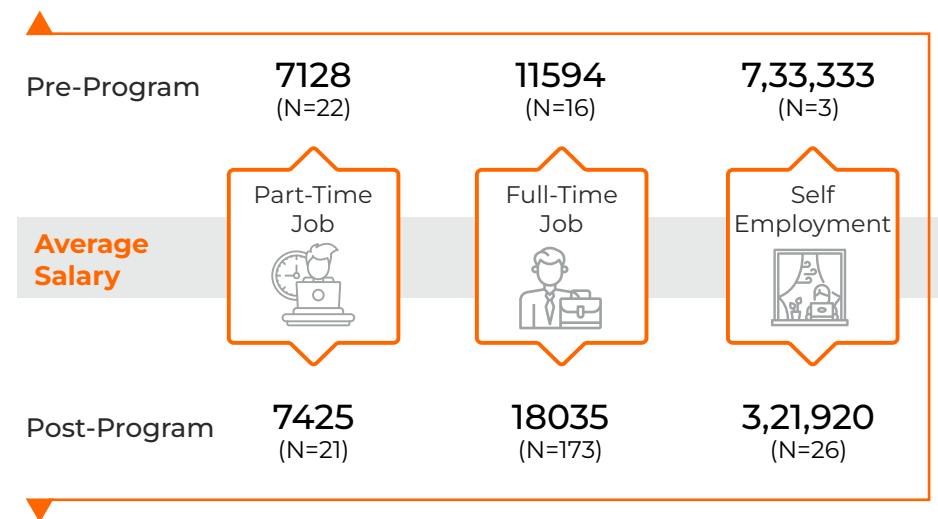 Pre-Program
7128
(N=22)
11594
(N=16)
7,33,333
(N=3)
Average
Salary
Part-Time
Job
Full-Time
Job
Self
Employment
Post-Program
7425
(N=21)
18035
(N=173)
3,21,920
(N=26)